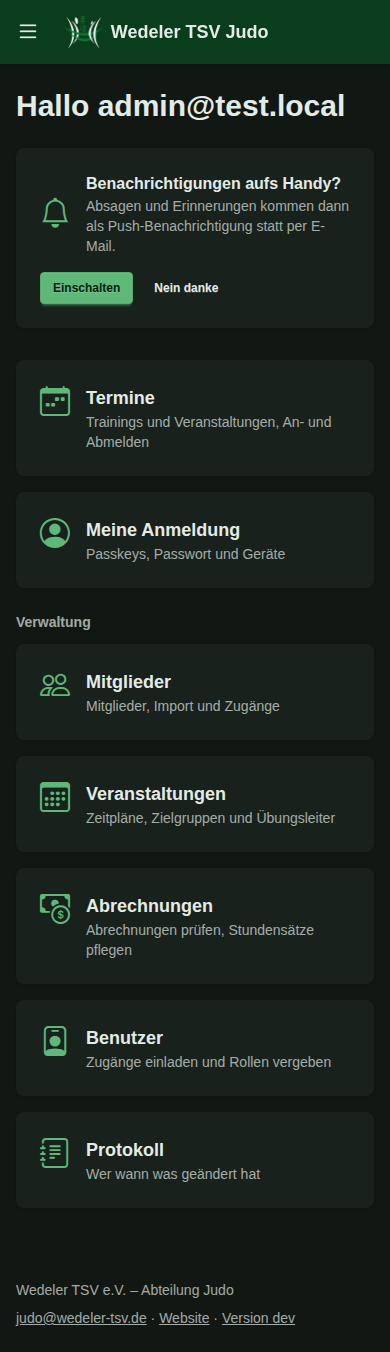 Wedeler TSV Judo
Hallo admin@test.local
Benachrichtigungen aufs Handy?
Absagen und Erinnerungen kommen dann
als Push-Benachrichtigung statt per E-
Mail.
Einschalten
Nein danke
Termine
Trainings und Veranstaltungen, An- und
Abmelden
Meine Anmeldung
Passkeys, Passwort und Geräte
Verwaltung
Mitglieder
Mitglieder, Import und Zugänge
Veranstaltungen
Zeitpläne, Zielgruppen und Übungsleiter
$
Abrechnungen
Abrechnungen prüfen, Stundensätze
pflegen
Benutzer
Zugänge einladen und Rollen vergeben
Protokoll
Wer wann was geändert hat
Wedeler TSV e.V. – Abteilung Judo
judo@wedeler-tsv.de · Website · Version dev